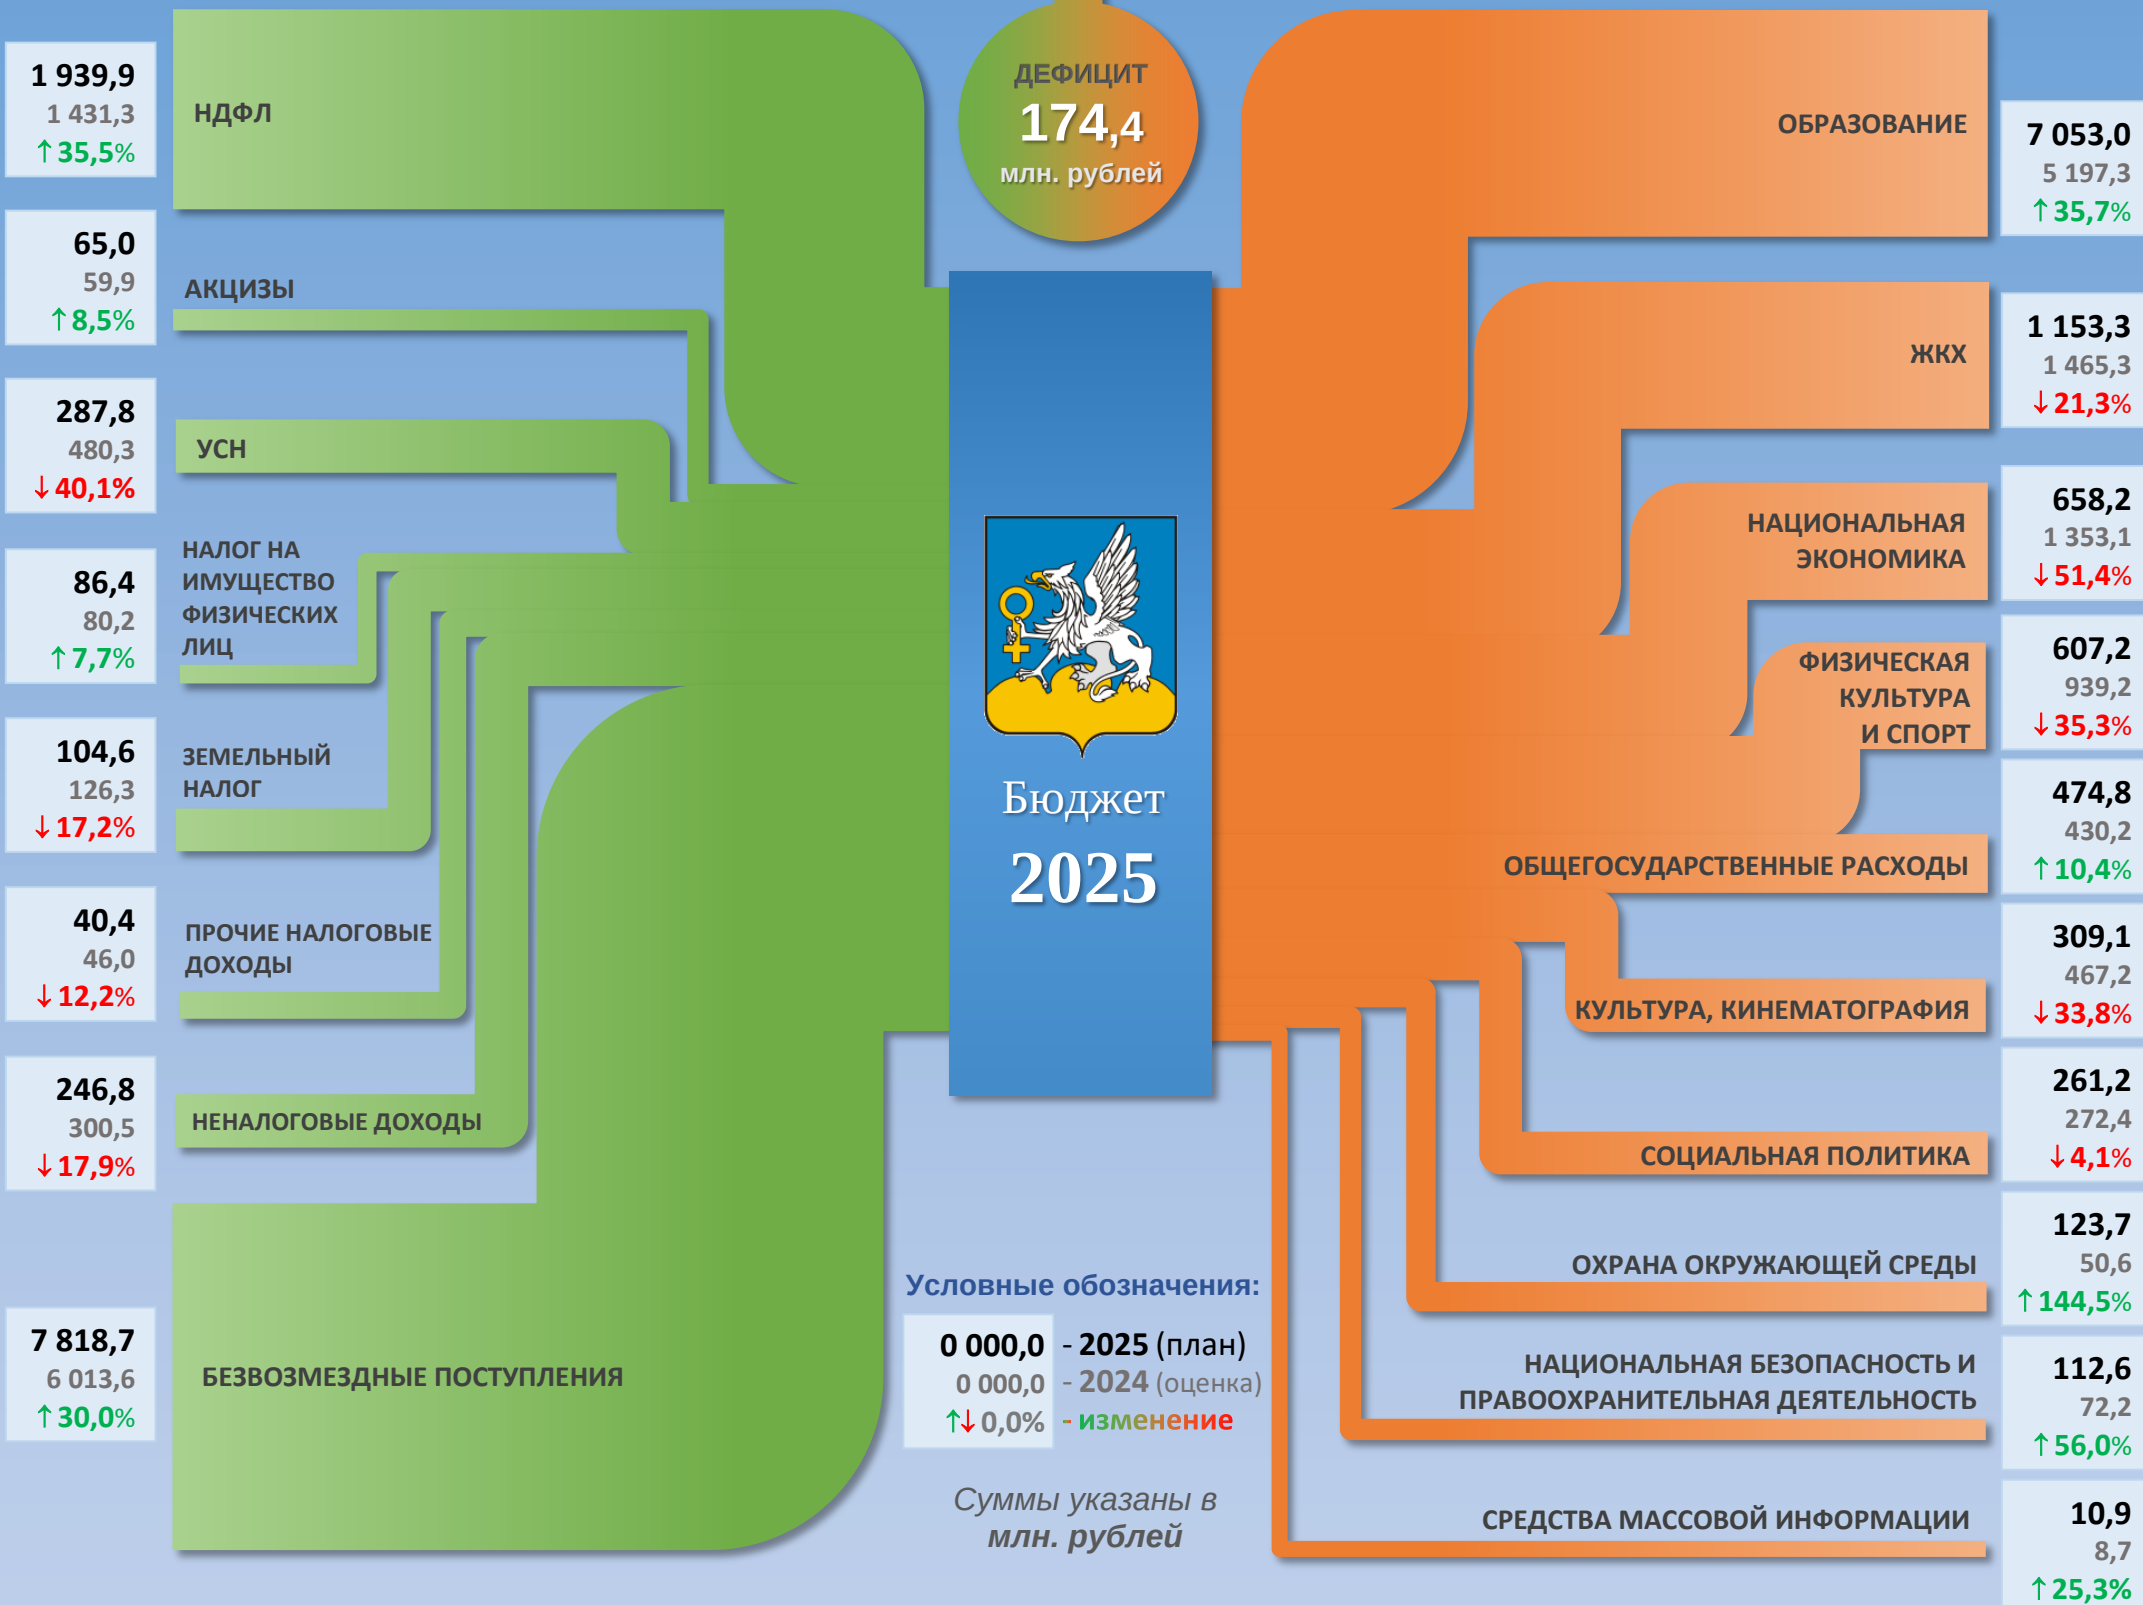 1 939,9
1 431,3
↑35,5%
НДФЛ
65,0
59,9
↑8,5%
АКЦИЗЫ
287,8
480,3
↓40,1%
УСН
86,4
80,2
↑7,7%
НАЛОГ НА
ИМУЩЕСТВО
ФИЗИЧЕСКИХ
ЛИЦ
104,6
126,3
↓17,2%
ЗЕМЕЛЬНЫЙ
НАЛОГ
40,4
46,0
↓12,2%
ПРОЧИЕ НАЛОГОВЫЕ
ДОХОДЫ
246,8
300,5
↓17,9%
НЕНАЛОГОВЫЕ ДОХОДЫ
7 818,7
6 013,6
↑30,0%
БЕЗВОЗМЕЗДНЫЕ ПОСТУПЛЕНИЯ
ДЕФИЦИТ
174,4
млн. рублей
Бюджет
2025
Условные обозначения:
0 000,0 - 2025 (план)
0 000,0 - 2024 (оценка)
↑↓0,0% - изменение
Суммы указаны в
млн. рублей
ОБРАЗОВАНИЕ
7 053,0
5 197,3
↑35,7%
ЖКХ
1 153,3
1 465,3
↓21,3%
НАЦИОНАЛЬНАЯ
ЭКОНОМИКА
658,2
1 353,1
↓51,4%
ФИЗИЧЕСКАЯ
КУЛЬТУРА
И СПОРТ
607,2
939,2
↓35,3%
ОБЩЕГОСУДАРСТВЕННЫЕ РАСХОДЫ
474,8
430,2
↑10,4%
КУЛЬТУРА, КИНЕМАТОГРАФИЯ
309,1
467,2
↓33,8%
СОЦИАЛЬНАЯ ПОЛИТИКА
261,2
272,4
↓4,1%
ОХРАНА ОКРУЖАЮЩЕЙ СРЕДЫ
123,7
50,6
↑144,5%
НАЦИОНАЛЬНАЯ БЕЗОПАСНОСТЬ И
ПРАВООХРАНИТЕЛЬНАЯ ДЕЯТЕЛЬНОСТЬ
112,6
72,2
↑56,0%
СРЕДСТВА МАССОВОЙ ИНФОРМАЦИИ
10,9
8,7
↑25,3%